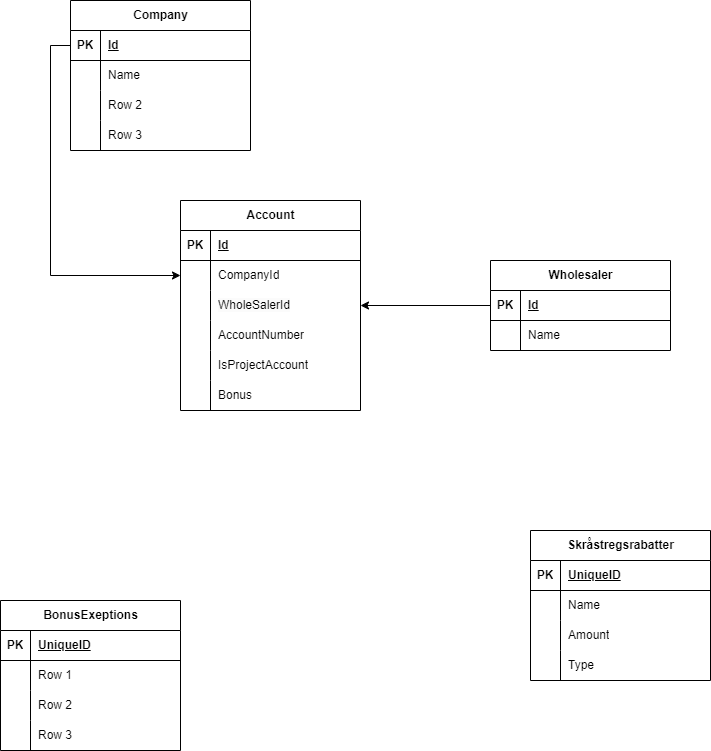 Company
PK Id
Name
Row 2
Row 3
Account
PK Id
CompanyId
WholeSalerId
AccountNumber
IsProjectAccount
Bonus
Wholesaler
PK Id
Name
Skråstregsrabatter
PK UniqueID
Name
Amount
Type
BonusExeptions
PK UniqueID
Row 1
Row 2
Row 3